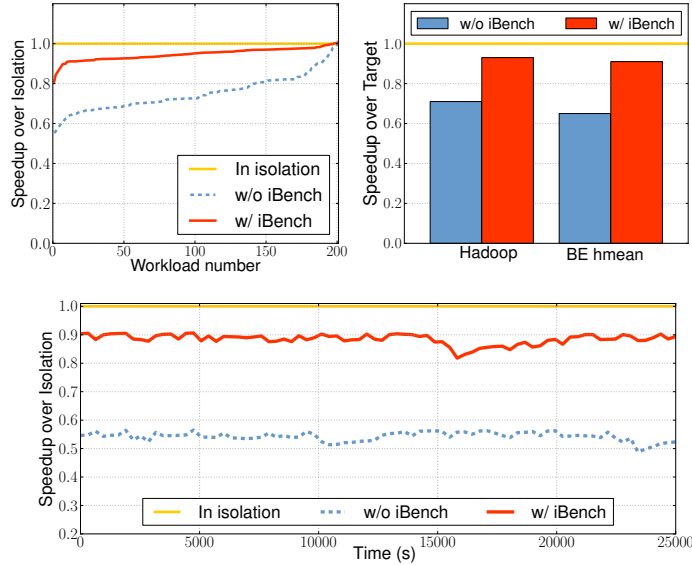 Speedup over Isolation
1.0
0.8
0.6
0.4
0.2
0.0
0
50
100
150
200
Workload number
In isolation
w/o iBench
w/ iBench
Speedup over Target
1.0
0.8
0.6
0.4
0.2
0.0
w/o iBench
w/ iBench
Hadoop
BE hmean
Speedup over Isolation
1.0
0.9
0.8
0.7
0.6
0.5
0.4
0.3
0.2
0
5000
10000
15000
20000
25000
Time (s)
In isolation
w/o iBench
w/ iBench